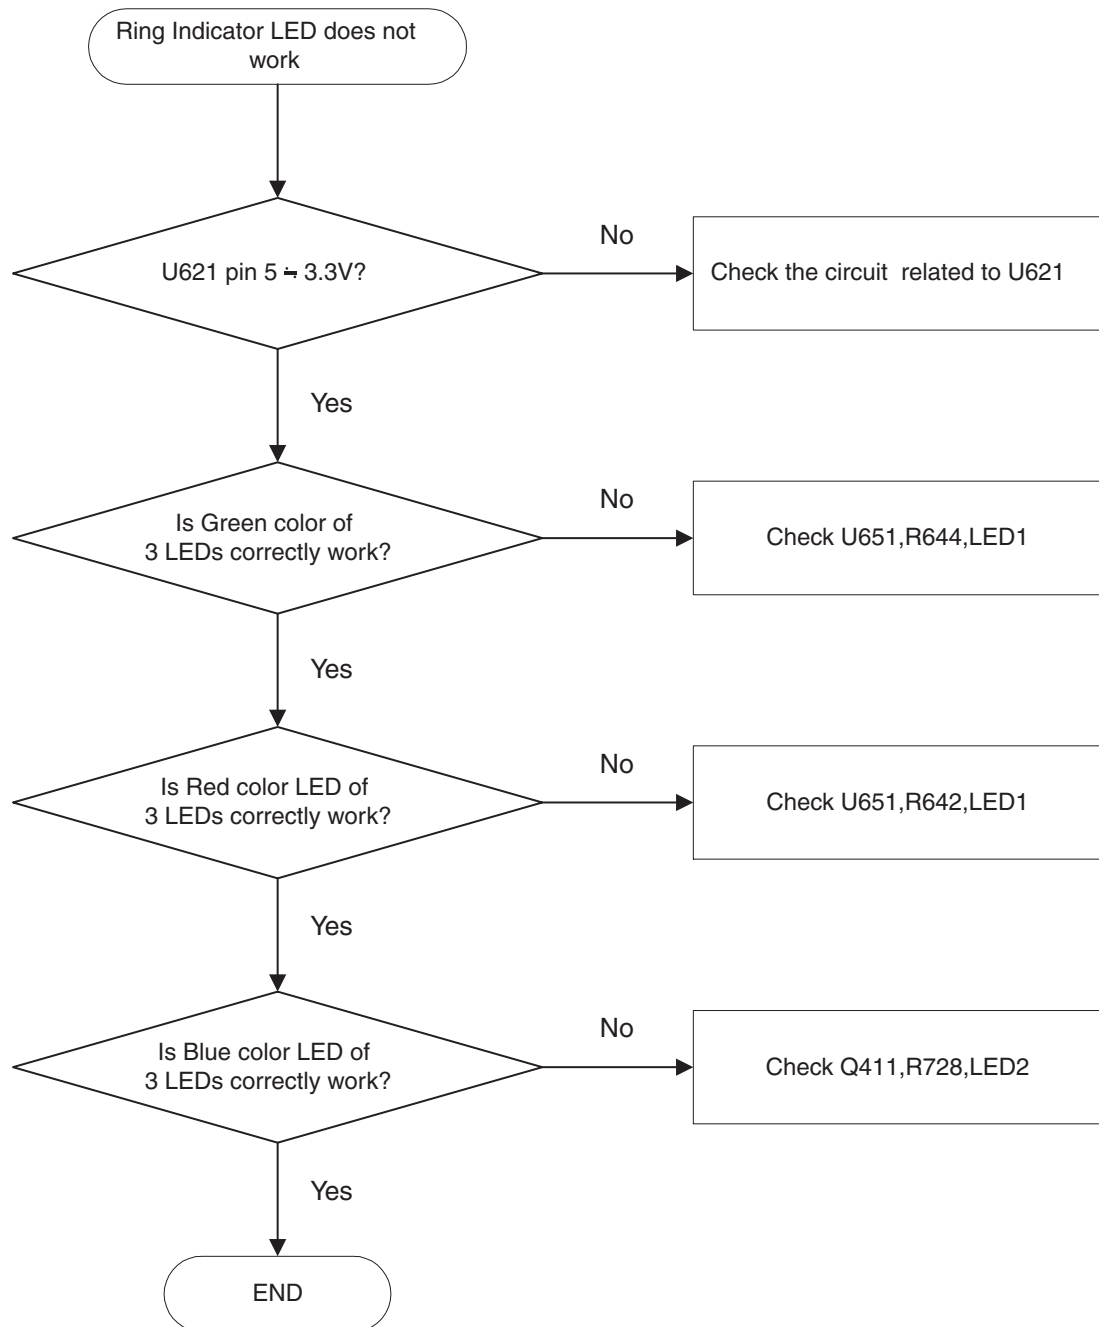 Ring Indicator LED does not
work
U621 pin 5 ≒ 3.3V?
No
Check the circuit related to U621
Yes
Is Green color of
3 LEDs correctly work?
No
Check U651,R644,LED1
Yes
Is Red color LED of
3 LEDs correctly work?
No
Check U651,R642,LED1
Yes
Is Blue color LED of
3 LEDs correctly work?
No
Check Q411,R728,LED2
Yes
END